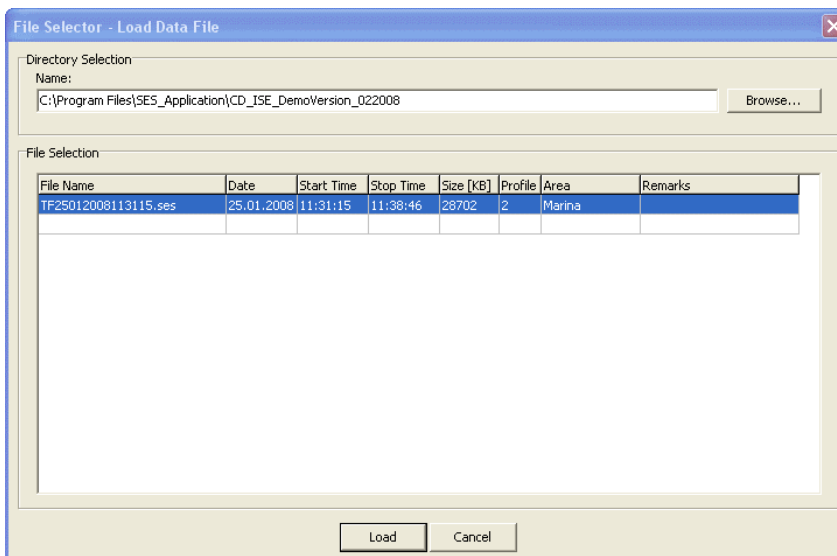 File Selector - Load Data File
Directory Selection
Name:
C:\Program Files\SES_Application\CD_ISE_DemoVersion_022008 Browse...
File Selection
File Name Date Start Time Stop Time Size [KB] Profile Area Remarks
TF25012008113115.ses 25.01.2008 11:31:15 11:38:46 28702 2 Marina
Load Cancel